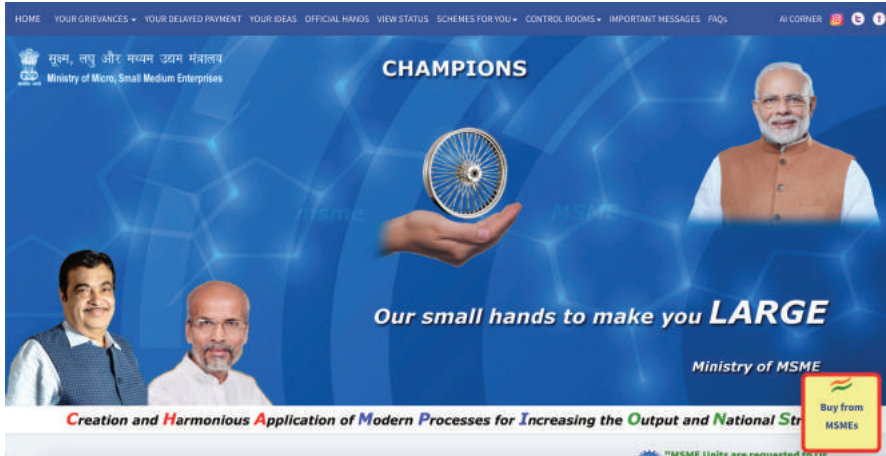 HOME YOUR GRIEVANCES YOUR DELAYED PAYMENT YOUR IDEAS OFFICIAL HANDS VIEW STATUS SCHEMES FOR YOU CONTROL ROOMS IMPORTANT MESSAGES FAQs AI CORNER
सूक्ष्म, लघु और मध्यम उद्यम मंत्रालय
Ministry of Micro, Small Medium Enterprises
CHAMPIONS
msme MSME
Our small hands to make you LARGE
Ministry of MSME
Creation and Harmonious Application of Modern Processes for Increasing the Output and National Str
Buy from
MSMEs
"MSME Units are requested to